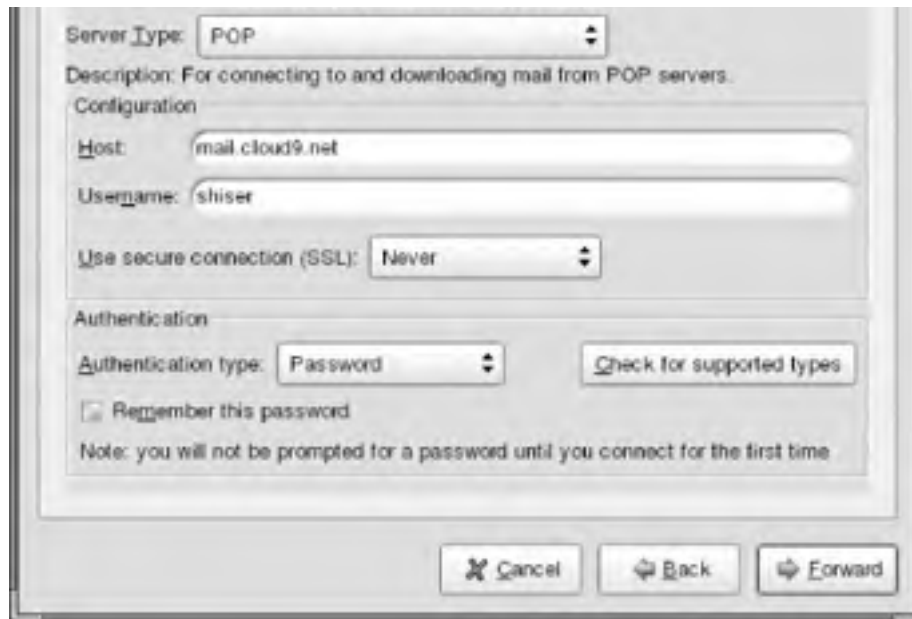 Server Type: POP
Description: For connecting to and downloading mail from POP servers.
Configuration
Host: mail.cloud9.net
Username: shiser
Use secure connection (SSL): Never
Authentication
Authentication type: Password Check for supported types
Remember this password
Note: you will not be prompted for a password until you connect for the first time
Cancel Back Forward